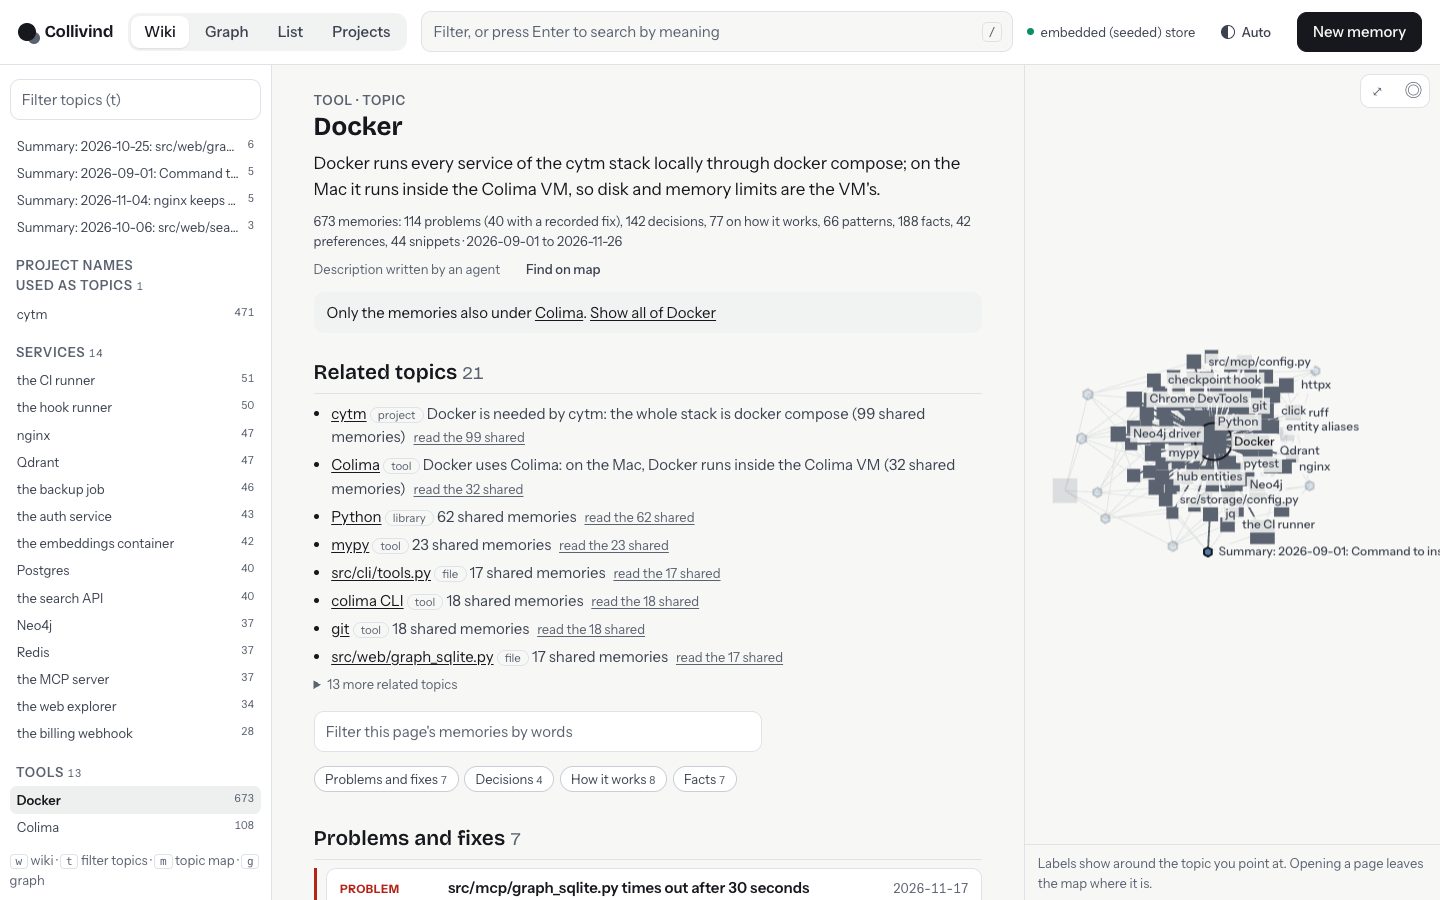 Collivind
Wiki
Graph
List
Projects
Filter, or press Enter to search by meaning
/
embedded (seeded) store
Auto
New memory
Filter topics (t)
Summary: 2026-10-25: src/web/gra... 6
Summary: 2026-09-01: Command t... 5
Summary: 2026-11-04: nginx keeps ... 5
Summary: 2026-10-06: src/web/sea... 3
PROJECT NAMES
USED AS TOPICS 1
cytm 471
SERVICES 14
the CI runner 51
the hook runner 50
nginx 47
Qdrant 47
the backup job 46
the auth service 43
the embeddings container 42
Postgres 40
the search API 40
Neo4j 37
Redis 37
the MCP server 37
the web explorer 34
the billing webhook 28
TOOLS 13
Docker 673
Colima 108
w wiki · t filter topics · m topic map · g
graph
TOOL · TOPIC
Docker
Docker runs every service of the cytm stack locally through docker compose; on the
Mac it runs inside the Colima VM, so disk and memory limits are the VM's.
673 memories: 114 problems (40 with a recorded fix), 142 decisions, 77 on how it works, 66 patterns, 188 facts, 42
preferences, 44 snippets · 2026-09-01 to 2026-11-26
Description written by an agent
Find on map
Only the memories also under Colima. Show all of Docker
Related topics 21
cytm project Docker is needed by cytm: the whole stack is docker compose (99 shared
memories) read the 99 shared
Colima tool Docker uses Colima: on the Mac, Docker runs inside the Colima VM (32 shared
memories) read the 32 shared
Python library 62 shared memories read the 62 shared
mypy tool 23 shared memories read the 23 shared
src/cli/tools.py file 17 shared memories read the 17 shared
colima CLI tool 18 shared memories read the 18 shared
git tool 18 shared memories read the 18 shared
src/web/graph_sqlite.py file 17 shared memories read the 17 shared
13 more related topics
Filter this page's memories by words
Problems and fixes 7
Decisions 4
How it works 8
Facts 7
Problems and fixes 7
PROBLEM
src/mcp/graph_sqlite.py times out after 30 seconds
2026-11-17
src/mcp/config.py
checkpoint hook
httpx
Chrome DevTools
git
click
ruff
Python
entity aliases
Neo4j driver
Docker
mypy
Qdrant
pytest
nginx
hub entities
Neo4j
src/storage/config.py
jq
the CI runner
Summary: 2026-09-01: Command to ins
Labels show around the topic you point at. Opening a page leaves
the map where it is.